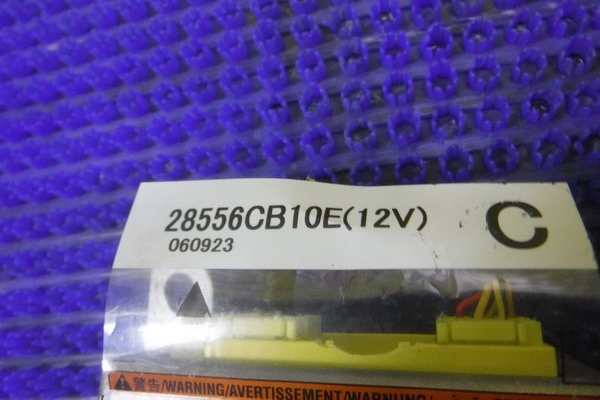 28556CB10E(12V) C
060923
警告/WARNING/AVERTISSEMENT/WARNUNG/